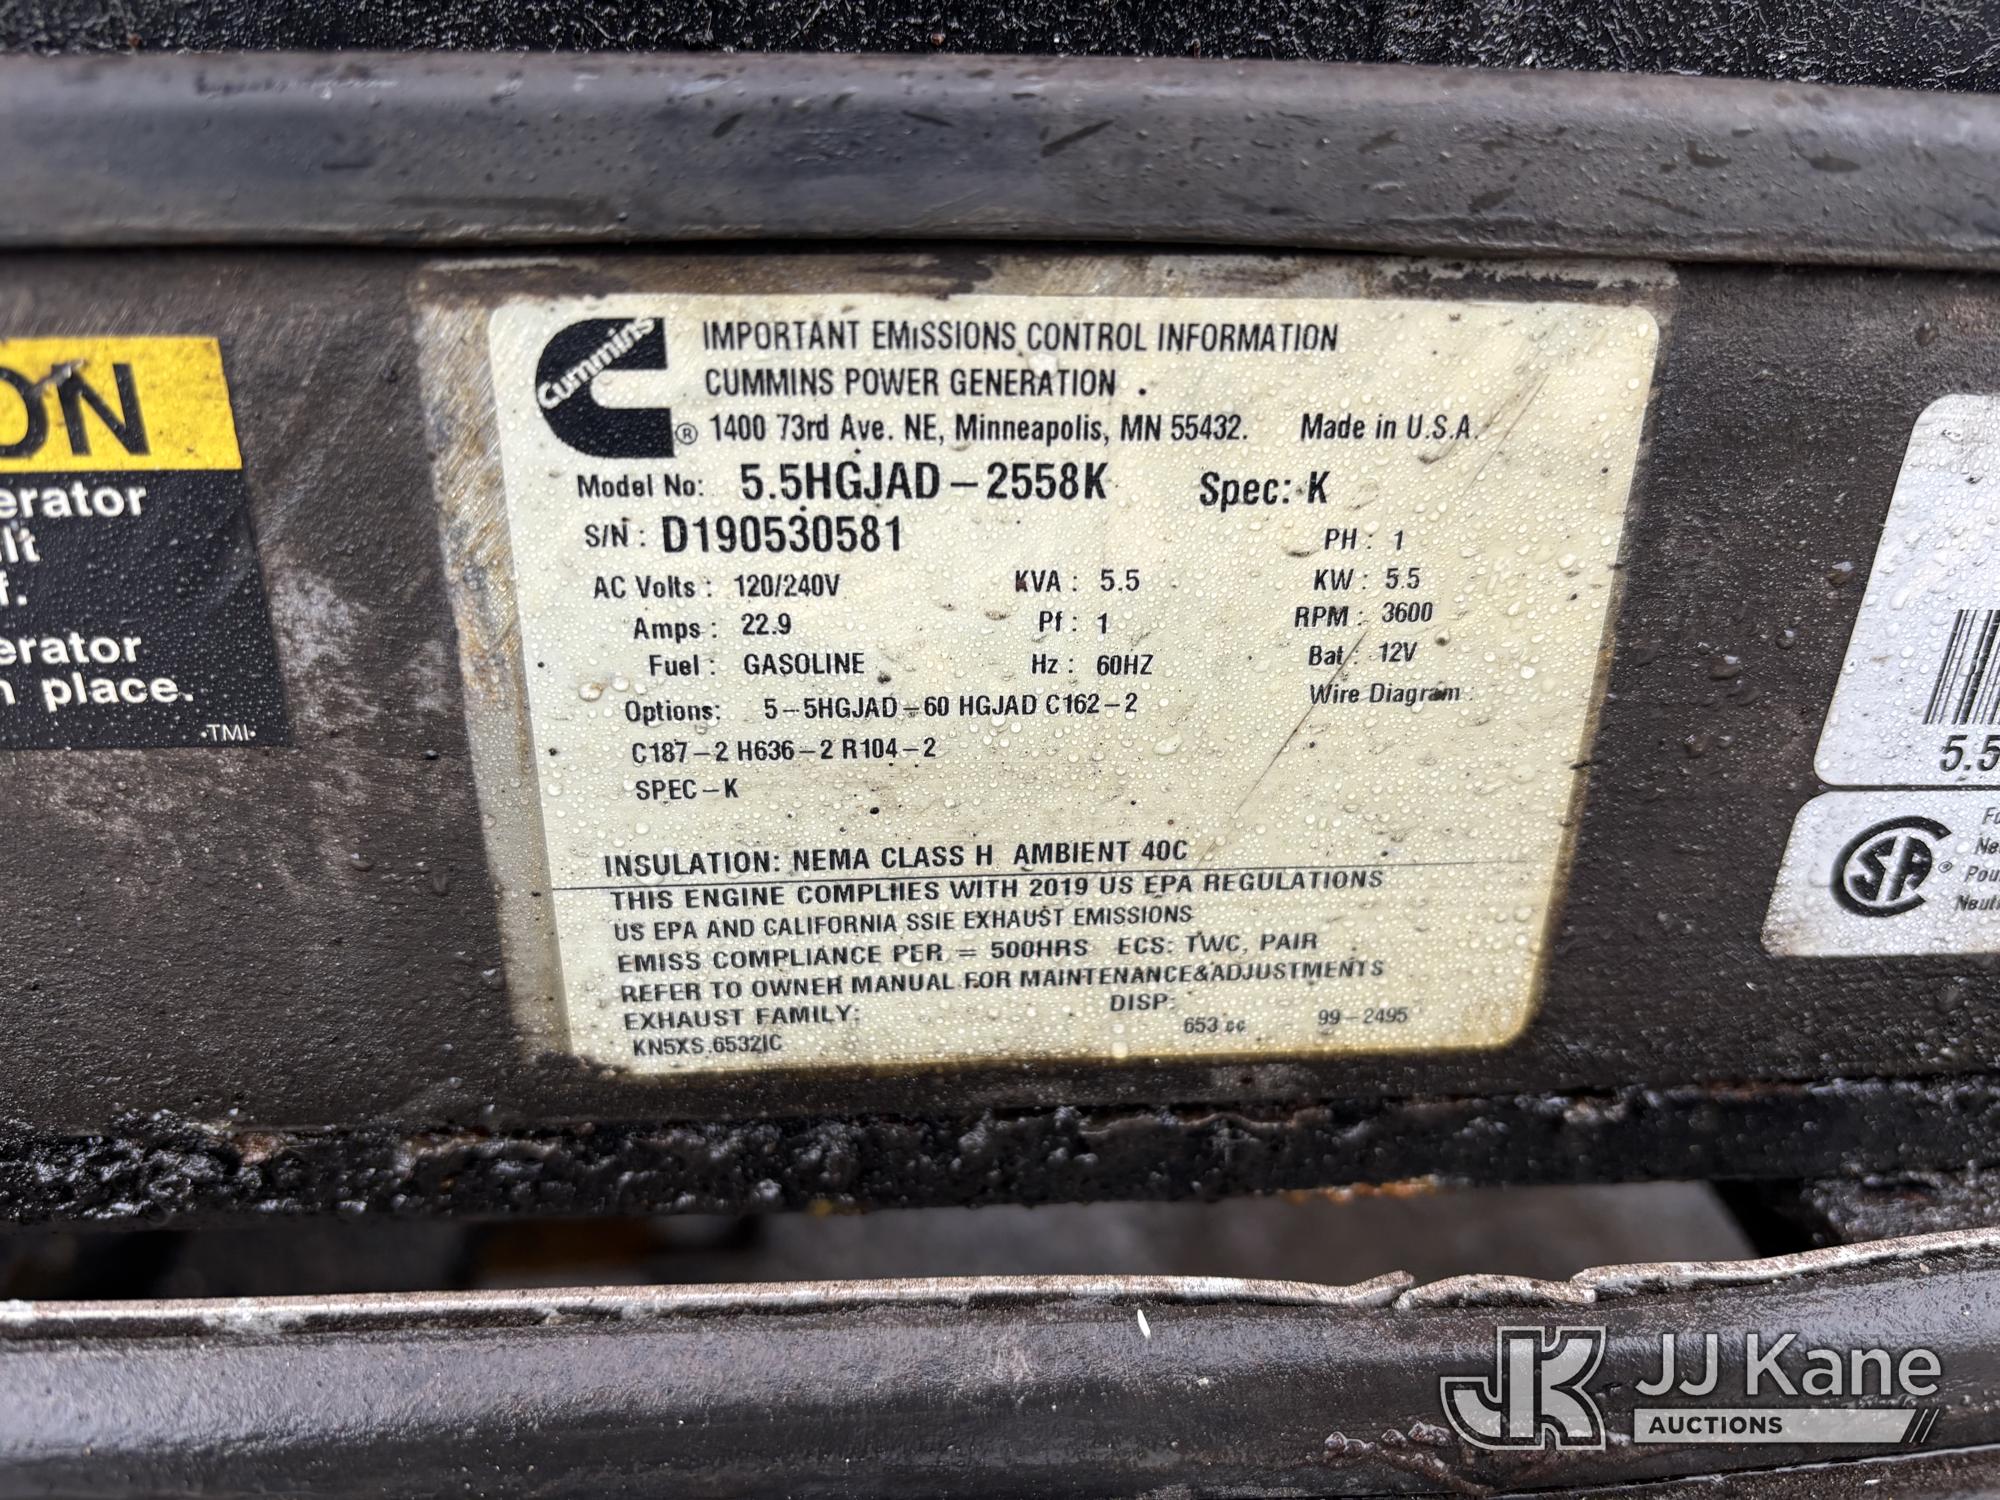 ON
erator
lt
f.
erator
n place.
·TMI·
Cummins
®
IMPORTANT EMISSIONS CONTROL INFORMATION
CUMMINS POWER GENERATION
1400 73rd Ave. NE, Minneapolis, MN 55432. Made in U.S.A.
Model No: 5.5HGJAD-2558K Spec: K
S/N: D190530581 PH: 1
AC Volts: 120/240V KVA: 5.5 KW: 5.5
Amps: 22.9 Pf: 1 RPM: 3600
Fuel: GASOLINE Hz: 60HZ Bat: 12V
Options: 5-5HGJAD-60 HGJAD C162-2 Wire Diagram:
C187-2 H636-2 R104-2
SPEC-K
INSULATION: NEMA CLASS H AMBIENT 40C
THIS ENGINE COMPLIES WITH 2019 US EPA REGULATIONS
US EPA AND CALIFORNIA SSIE EXHAUST EMISSIONS
EMISS COMPLIANCE PER = 500HRS ECS: TWC, PAIR
REFER TO OWNER MANUAL FOR MAINTENANCE&ADJUSTMENTS
EXHAUST FAMILY: DISP:
KN5XS.6532IC 653 cc 99-2495
5.5
SA®
Fo
Ne
Pou
Neut
JJ Kane
AUCTIONS